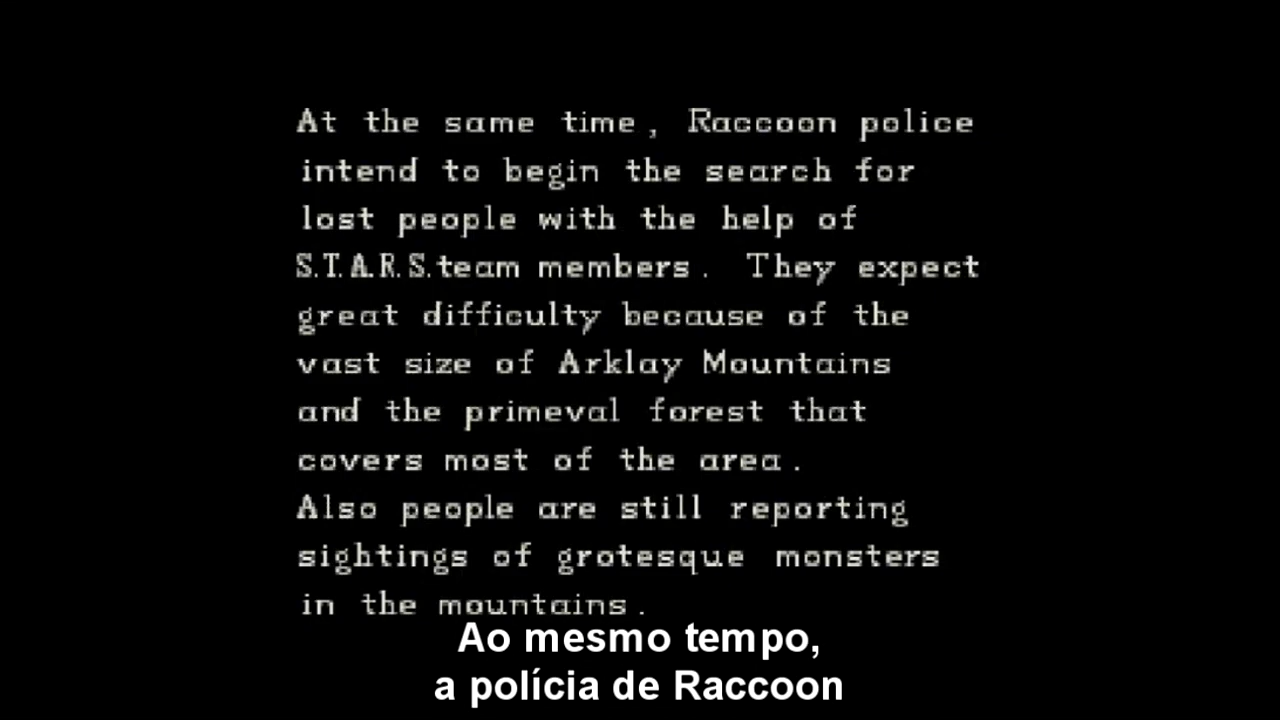 At the same time, Raccoon police
intend to begin the search for
lost people with the help of
S.T.A.R.S.team members. They expect
great difficulty because of the
vast size of Arklay Mountains
and the primeval forest that
covers most of the area.
Also people are still reporting
sightings of grotesque monsters
in the mountains.
Ao mesmo tempo,
a polícia de Raccoon